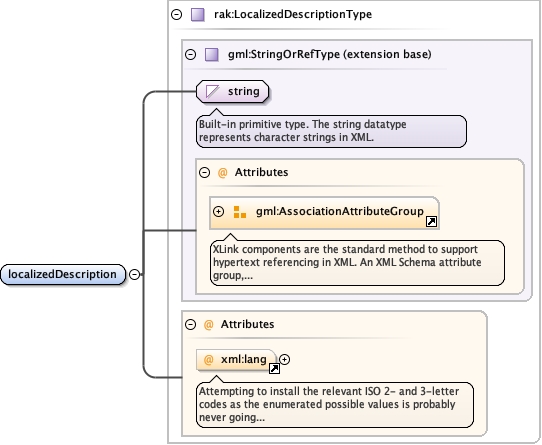 rak:LocalizedDescriptionType
gml:StringOrRefType (extension base)
string
Built-in primitive type. The string datatype
represents character strings in XML.
@ Attributes
gml:AssociationAttributeGroup
XLink components are the standard method to support
hypertext referencing in XML. An XML Schema attribute
group,...
localizedDescription
@ Attributes
@ xml:lang
Attempting to install the relevant ISO 2- and 3-letter
codes as the enumerated possible values is probably
never going...